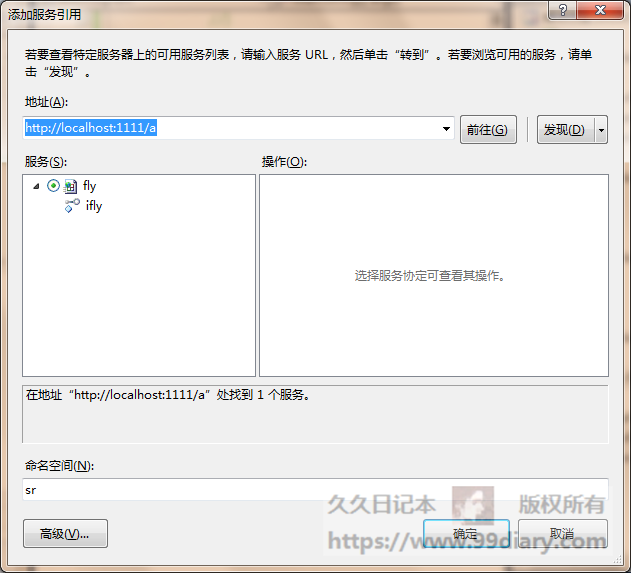 添加服务引用
若要查看特定服务器上的可用服务列表，请输入服务 URL，然后单击“转到”。若要浏览可用的服务，请单
击“发现”。
地址(A):
http://localhost:1111/a
前往(G)
发现(D)
服务(S):
操作(O):
fly
ifly
选择服务协定可查看其操作。
在地址“http://localhost:1111/a”处找到 1 个服务。
命名空间(N):
sr
久久日记本 版权所有
高级(V)...
确定
取消
https://www.99diary.com